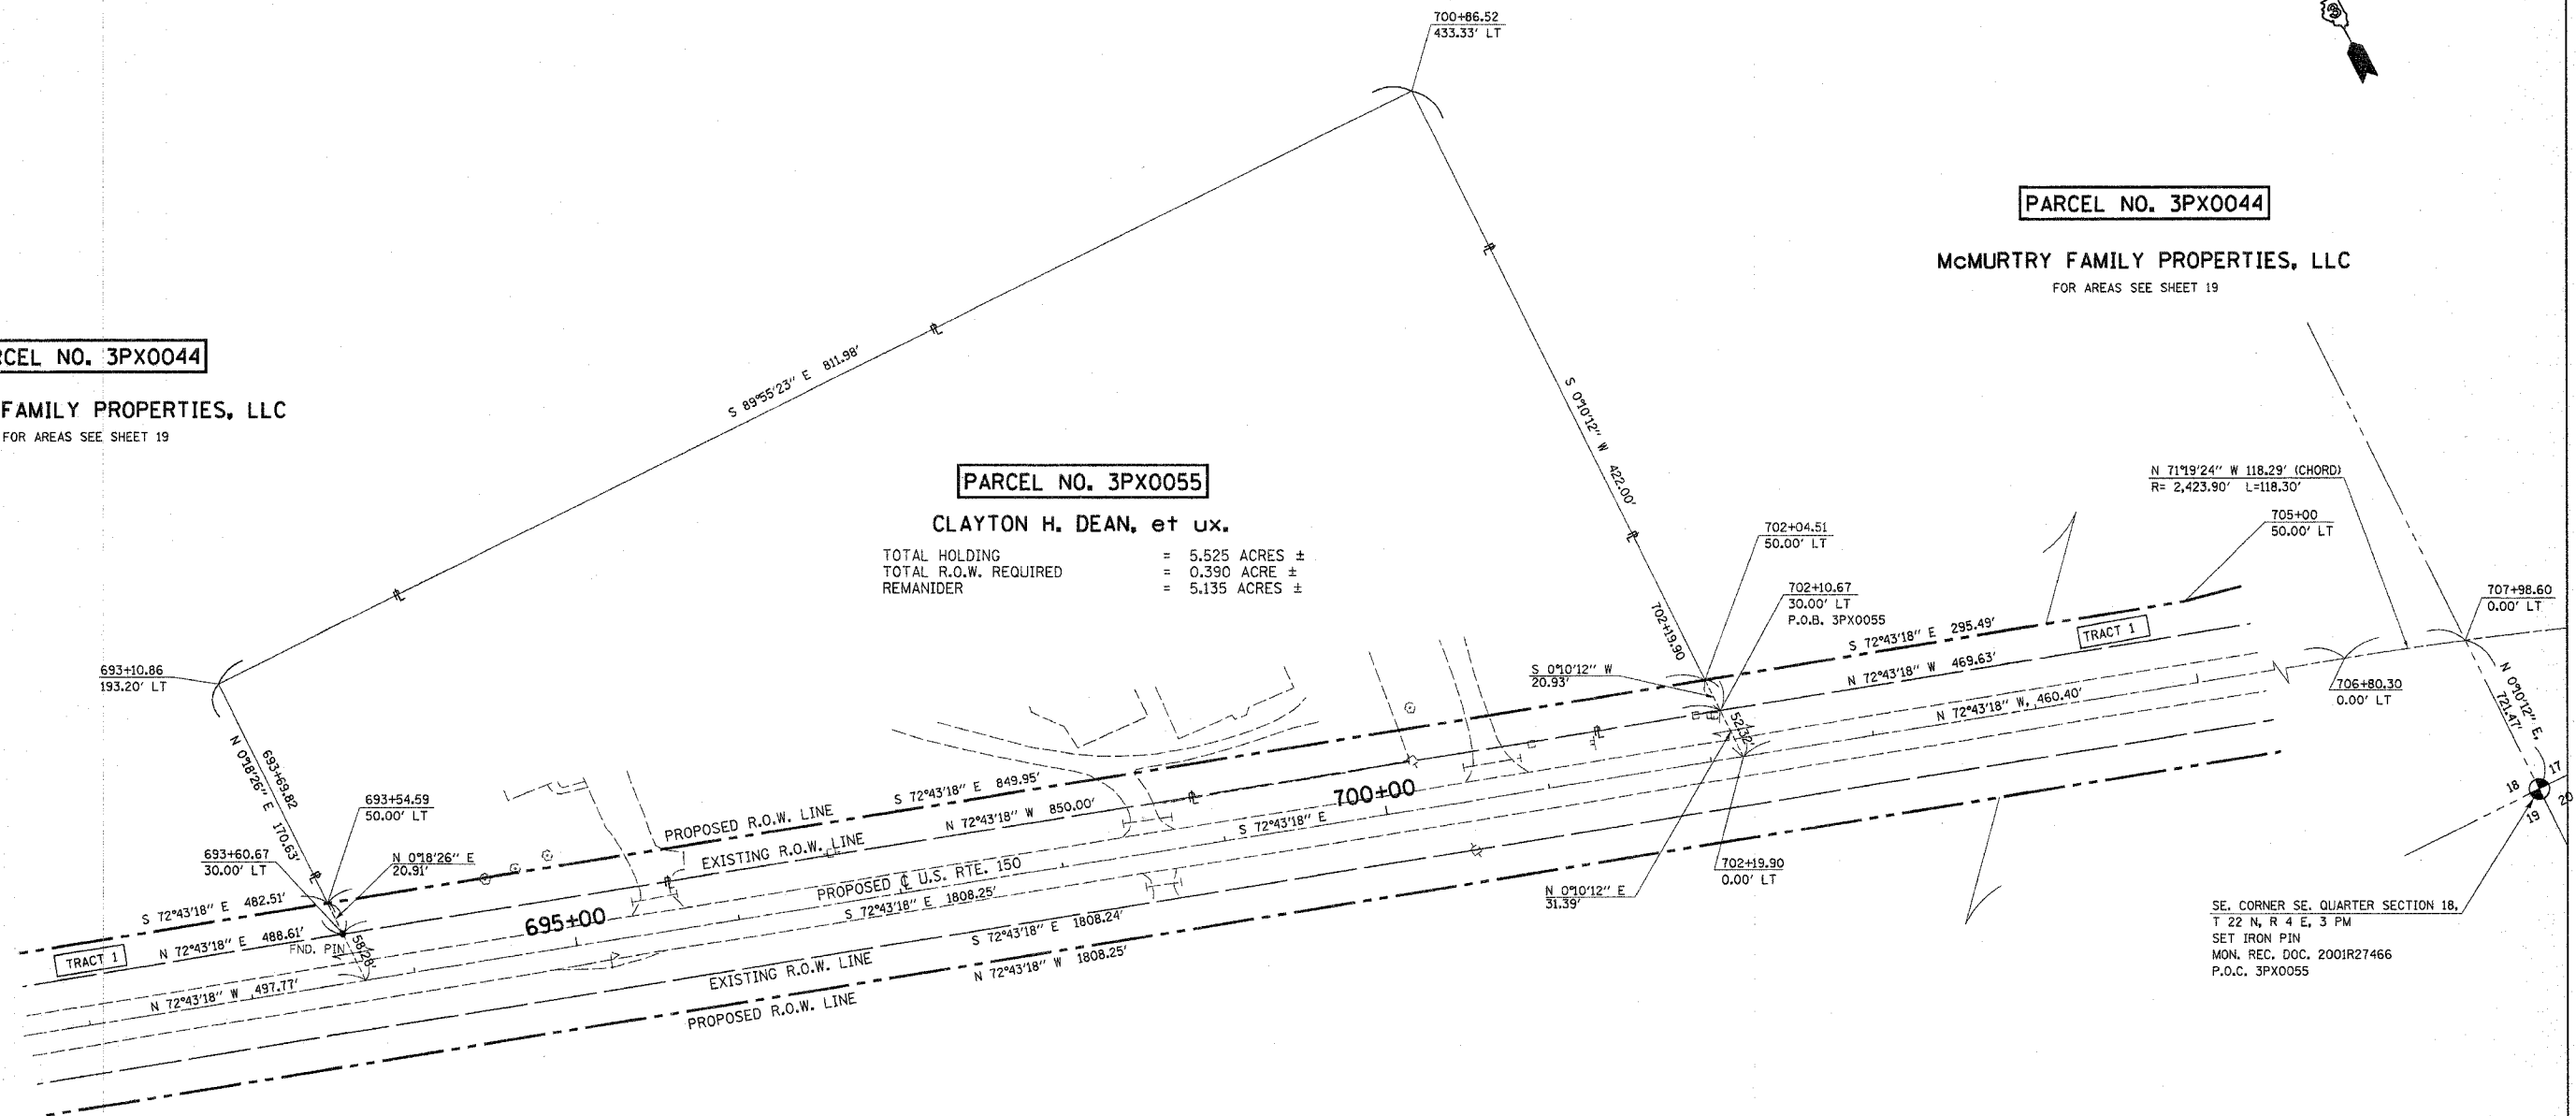 700+86.52
433.33' LT
PARCEL NO. 3PX0044
McMURTRY FAMILY PROPERTIES, LLC
FOR AREAS SEE SHEET 19
RCEL NO. 3PX0044
FAMILY PROPERTIES, LLC
FOR AREAS SEE SHEET 19
S 89°55'23" E 811.98'
S 0°10'12" W 422.00'
PARCEL NO. 3PX0055
CLAYTON H. DEAN, et ux.
TOTAL HOLDING = 5.525 ACRES ±
TOTAL R.O.W. REQUIRED = 0.390 ACRE ±
REMANIDER = 5.135 ACRES ±
N 71°19'24" W 118.29' (CHORD)
R= 2,423.90' L=118.30'
705+00
50.00' LT
702+04.51
50.00' LT
702+10.67
30.00' LT
P.O.B. 3PX0055
707+98.60
0.00' LT
693+10.86
193.20' LT
702+19.90
S 0°10'12" W
20.93'
S 72°43'18" E 295.49'
TRACT 1
N 72°43'18" W 469.63'
N 72°43'18" W, 460.40'
706+80.30
0.00' LT
N 0°10'12" E.
721.47'
52.32'
693+69.82
N 0°18'26" E 170.63'
693+54.59
50.00' LT
693+60.67
30.00' LT
N 0°18'26" E
20.91'
S 72°43'18" E 849.95'
PROPOSED R.O.W. LINE
N 72°43'18" W 850.00'
EXISTING R.O.W. LINE
700+00
S 72°43'18" E
PROPOSED ℄ U.S. RTE. 150
S 72°43'18" E 1808.25'
695+00
S 72°43'18" E 482.51'
TRACT 1
N 72°43'18" E 488.61'
FND. PIN
58.28'
N 72°43'18" W 497.77'
S 72°43'18" E 1808.24'
EXISTING R.O.W. LINE
N 72°43'18" W 1808.25'
PROPOSED R.O.W. LINE
702+19.90
0.00' LT
N 0°10'12" E
31.39'
18
17
19
20
SE. CORNER SE. QUARTER SECTION 18,
T 22 N, R 4 E, 3 PM
SET IRON PIN
MON. REC. DOC. 2001R27466
P.O.C. 3PX0055